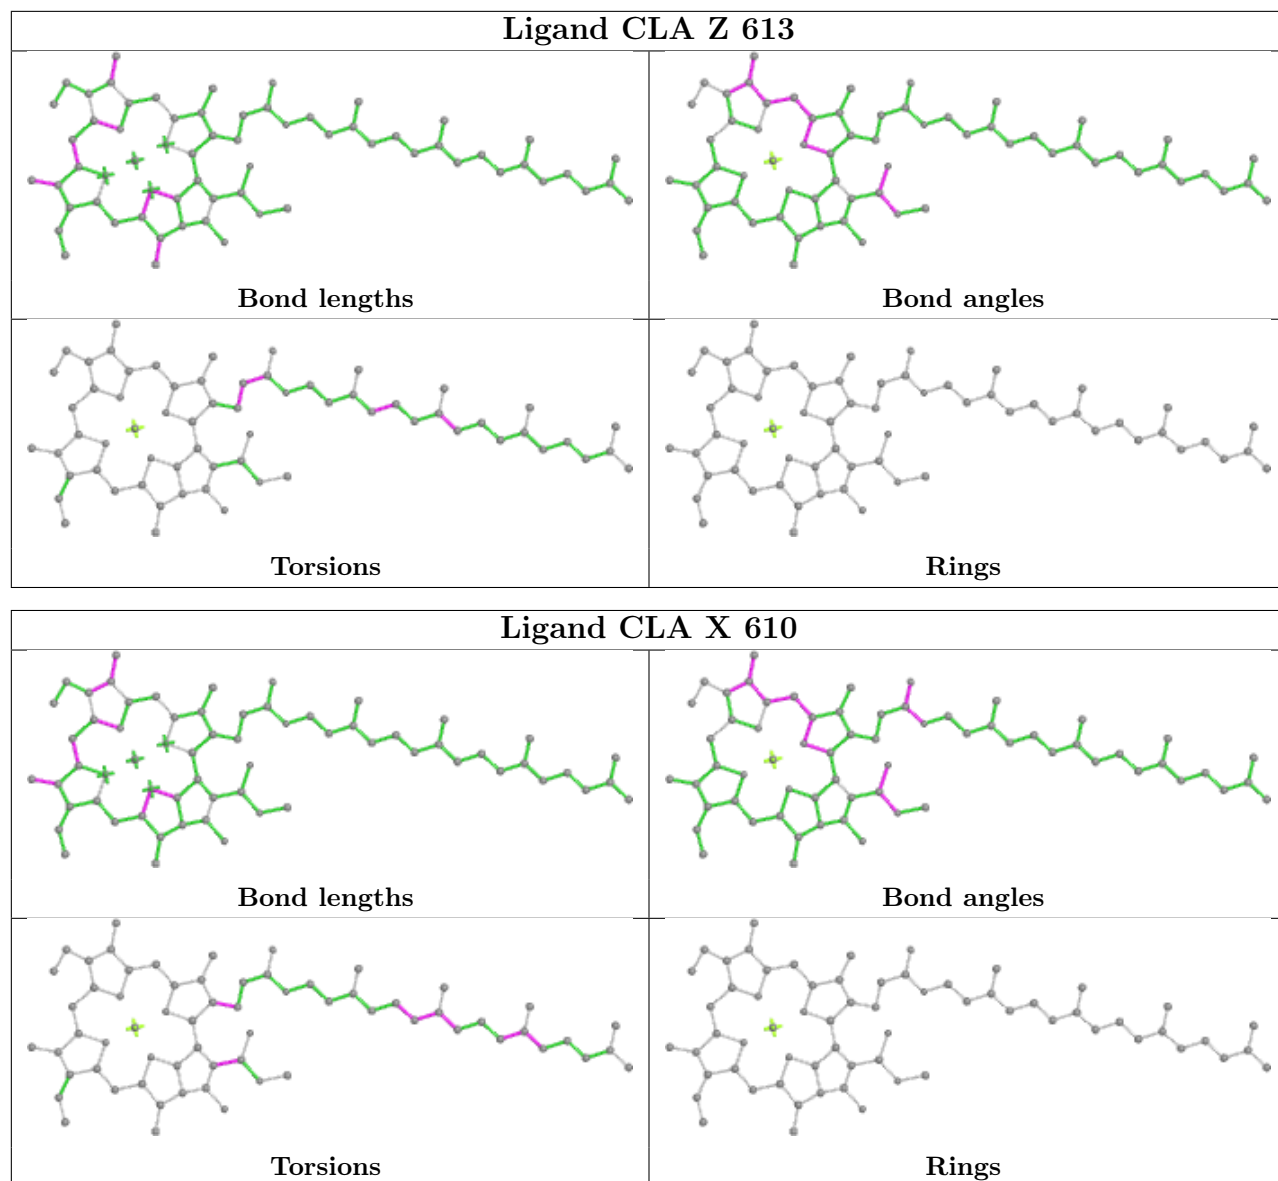 Ligand CLA Z 613
Bond lengths
Bond angles
Torsions
Rings
Ligand CLA X 610
Bond lengths
Bond angles
Torsions
Rings